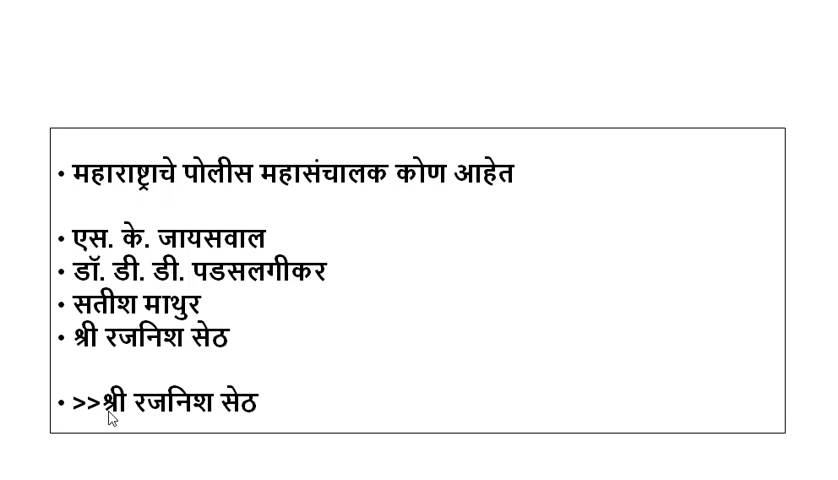 • महाराष्ट्राचे पोलीस महासंचालक कोण आहेत
• एस. के. जायसवाल
• डॉ. डी. डी. पडसलगीकर
• सतीश माथुर
• श्री रजनिश सेठ
• >>श्री रजनिश सेठ